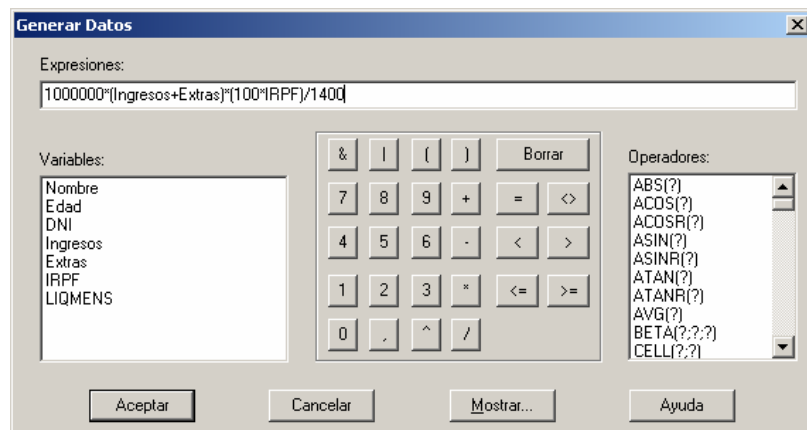 Generar Datos
Expresiones:
1000000*(Ingresos+Extras)*(100*IRPF)/1400
Variables:
Nombre
Edad
DNI
Ingresos
Extras
IRPF
LIQMENS
& | ( ) Borrar
7 8 9 + = <>
4 5 6 - < >
1 2 3 * <= >=
0 , ^ /
Operadores:
ABS(?)
ACOS(?)
ACOSR(?)
ASIN(?)
ASINR(?)
ATAN(?)
ATANR(?)
AVG(?)
BETA(?;?;?)
CELL(?;?)
Aceptar Cancelar Mostrar... Ayuda